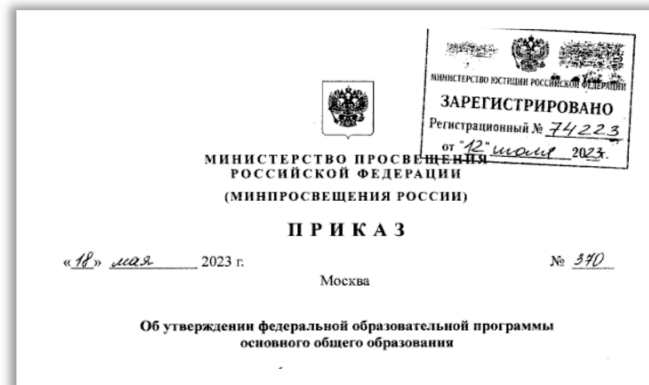 МИНИСТЕРСТВО ЮСТИЦИИ РОССИЙСКОЙ ФЕДЕРАЦИИ
ЗАРЕГИСТРИРОВАНО
Регистрационный № 74223
от "12" июля 2023г.
МИНИСТЕРСТВО ПРОСВЕЩЕНИЯ
РОССИЙСКОЙ ФЕДЕРАЦИИ
(МИНПРОСВЕЩЕНИЯ РОССИИ)
ПРИКАЗ
«18» мая 2023 г. № 370
Москва
Об утверждении федеральной образовательной программы
основного общего образования